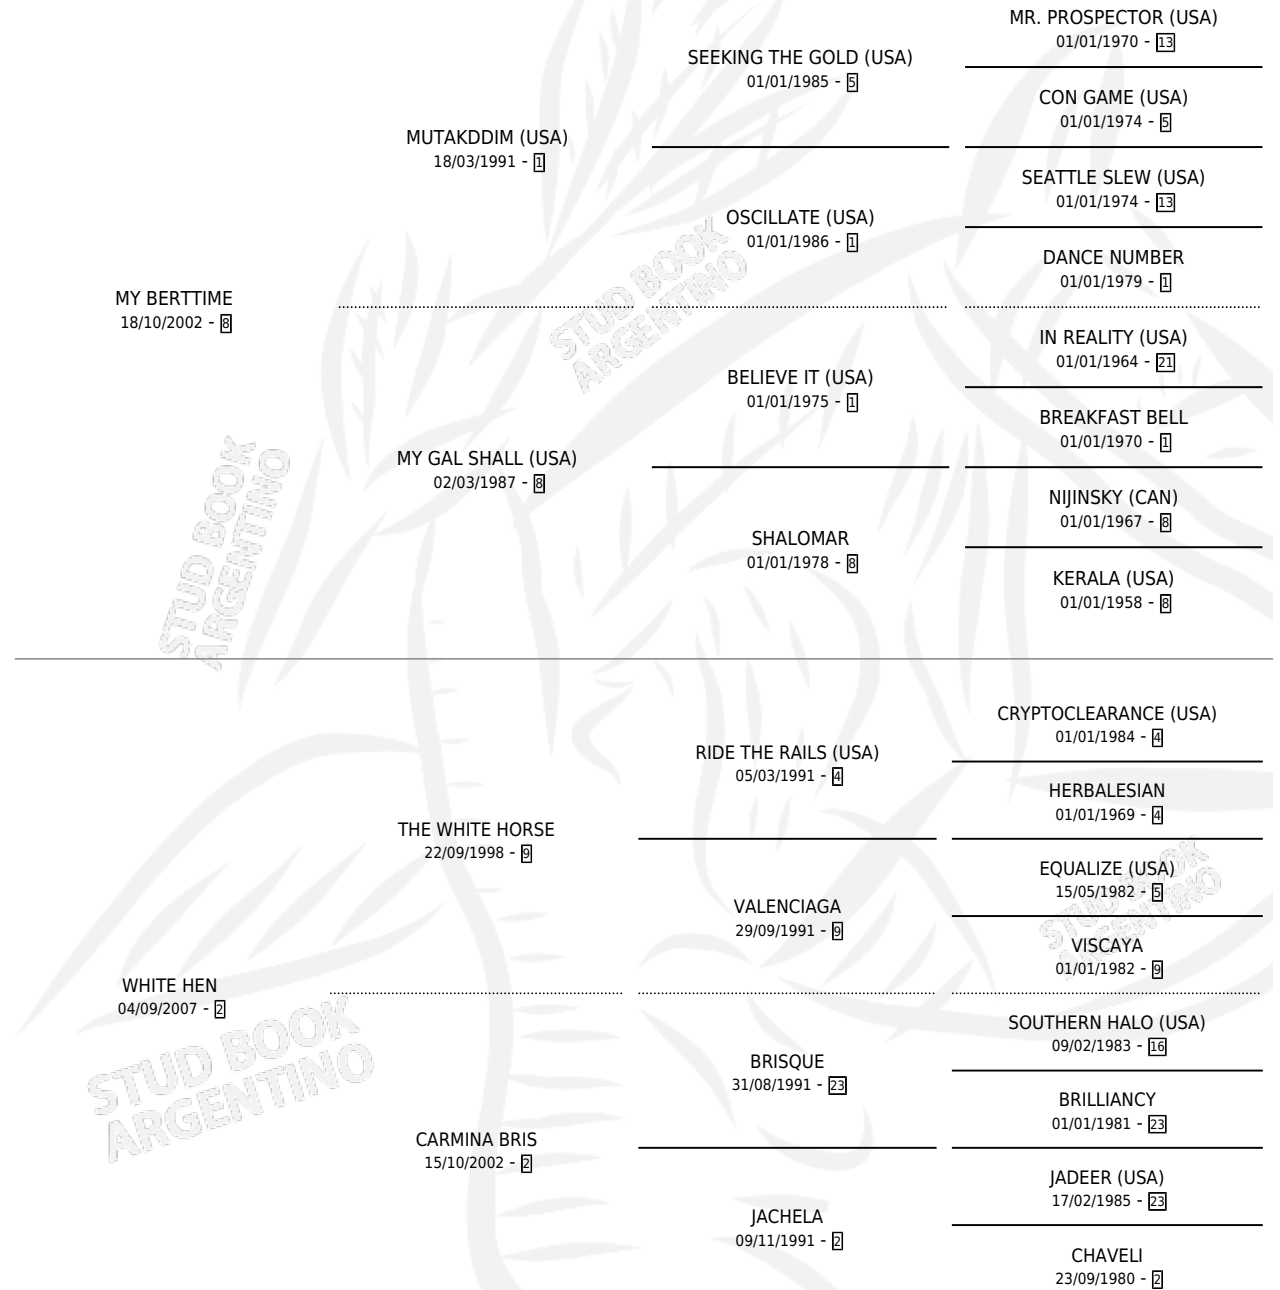 MR. PROSPECTOR (USA)
01/01/1970 - 13
SEEKING THE GOLD (USA)
01/01/1985 - 5
CON GAME (USA)
01/01/1974 - 5
MUTAKDDIM (USA)
18/03/1991 - 1
SEATTLE SLEW (USA)
01/01/1974 - 13
OSCILLATE (USA)
01/01/1986 - 1
DANCE NUMBER
01/01/1979 - 1
MY BERTTIME
18/10/2002 - 8
IN REALITY (USA)
01/01/1964 - 21
BELIEVE IT (USA)
01/01/1975 - 1
BREAKFAST BELL
01/01/1970 - 1
MY GAL SHALL (USA)
02/03/1987 - 8
NIJINSKY (CAN)
01/01/1967 - 8
SHALOMAR
01/01/1978 - 8
KERALA (USA)
01/01/1958 - 8
CRYPTOCLEARANCE (USA)
01/01/1984 - 4
RIDE THE RAILS (USA)
05/03/1991 - 4
HERBALESIAN
01/01/1969 - 4
THE WHITE HORSE
22/09/1998 - 9
EQUALIZE (USA)
15/05/1982 - 5
VALENCIAGA
29/09/1991 - 9
VISCAYA
01/01/1982 - 9
WHITE HEN
04/09/2007 - 2
SOUTHERN HALO (USA)
09/02/1983 - 16
BRISQUE
31/08/1991 - 23
BRILLIANCY
01/01/1981 - 23
CARMINA BRIS
15/10/2002 - 2
JADEER (USA)
17/02/1985 - 23
JACHELA
09/11/1991 - 2
CHAVELI
23/09/1980 - 2
STUD BOOK
ARGENTINO
STUD BOOK
ARGENTINO
STUD BOOK
ARGENTINO
STUD BOOK
ARGENTINO